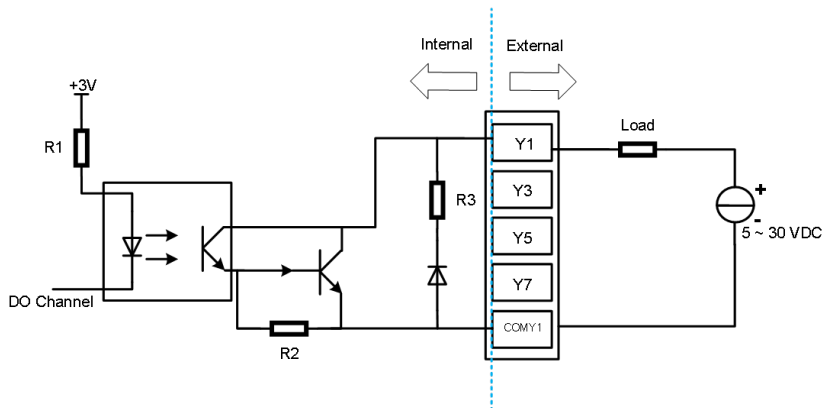 Internal
External
+3V
R1
DO Channel
R2
R3
Y1
Y3
Y5
Y7
COMY1
Load
+
-
5 ~ 30 VDC